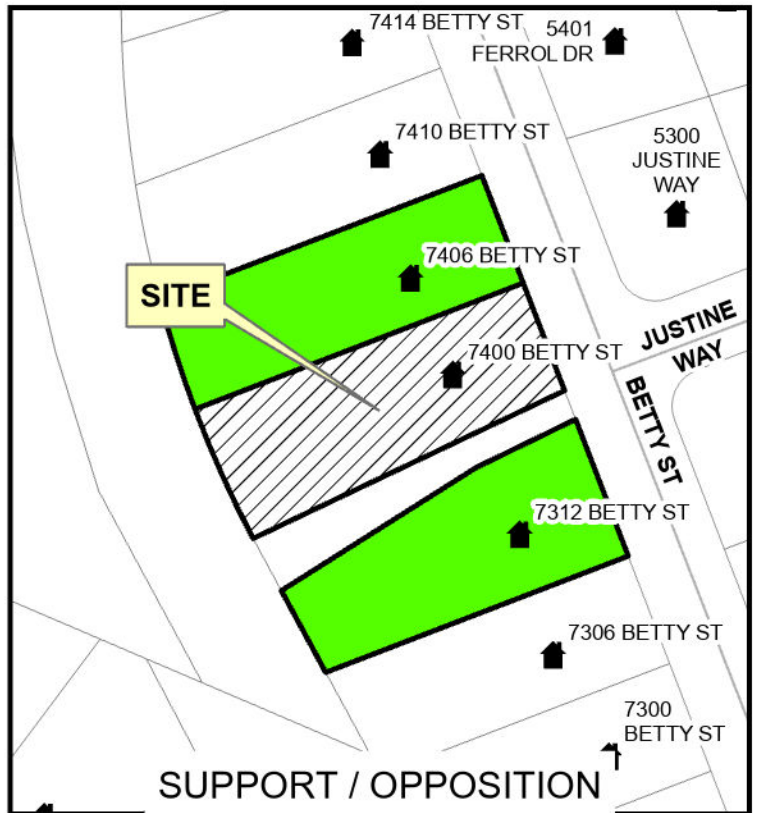 7414 BETTY ST
5401
FERROL DR
7410 BETTY ST
5300
JUSTINE
WAY
7406 BETTY ST
SITE
JUSTINE
WAY
7400 BETTY ST
BETTY ST
7312 BETTY ST
7306 BETTY ST
7300
BETTY ST
SUPPORT / OPPOSITION